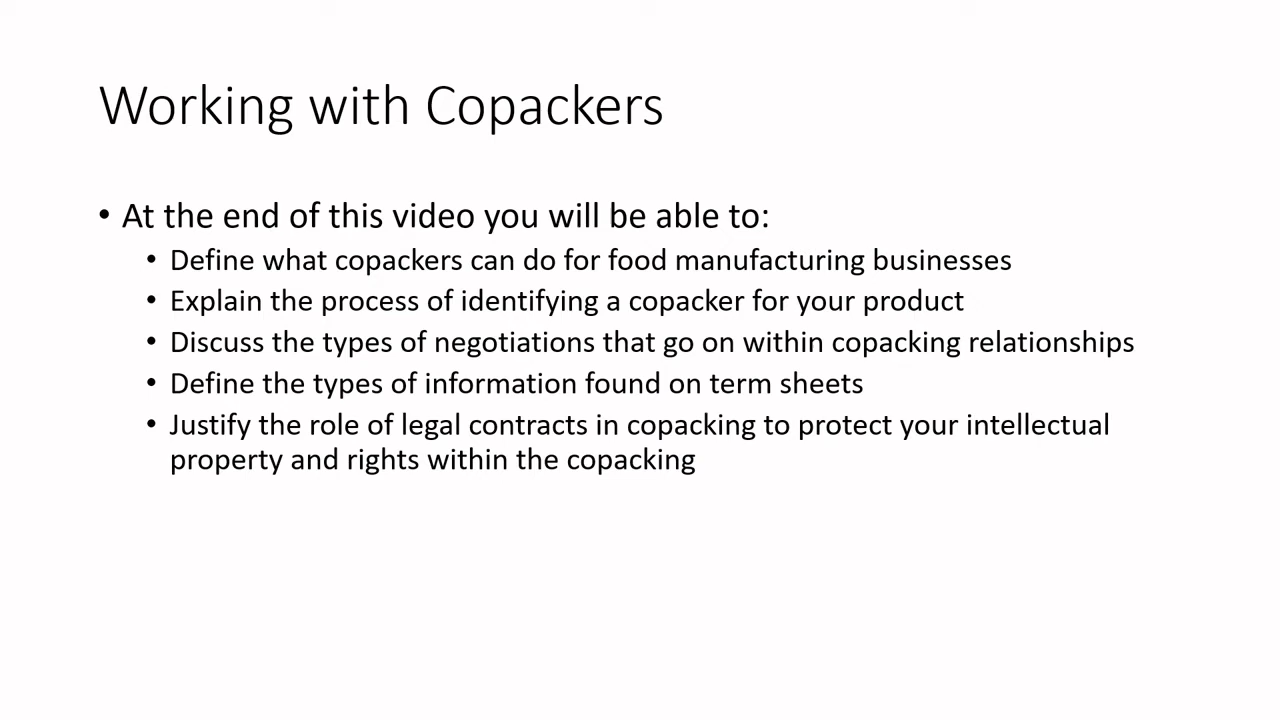 Working with Copackers
• At the end of this video you will be able to:
• Define what copackers can do for food manufacturing businesses
• Explain the process of identifying a copacker for your product
• Discuss the types of negotiations that go on within copacking relationships
• Define the types of information found on term sheets
• Justify the role of legal contracts in copacking to protect your intellectual
property and rights within the copacking